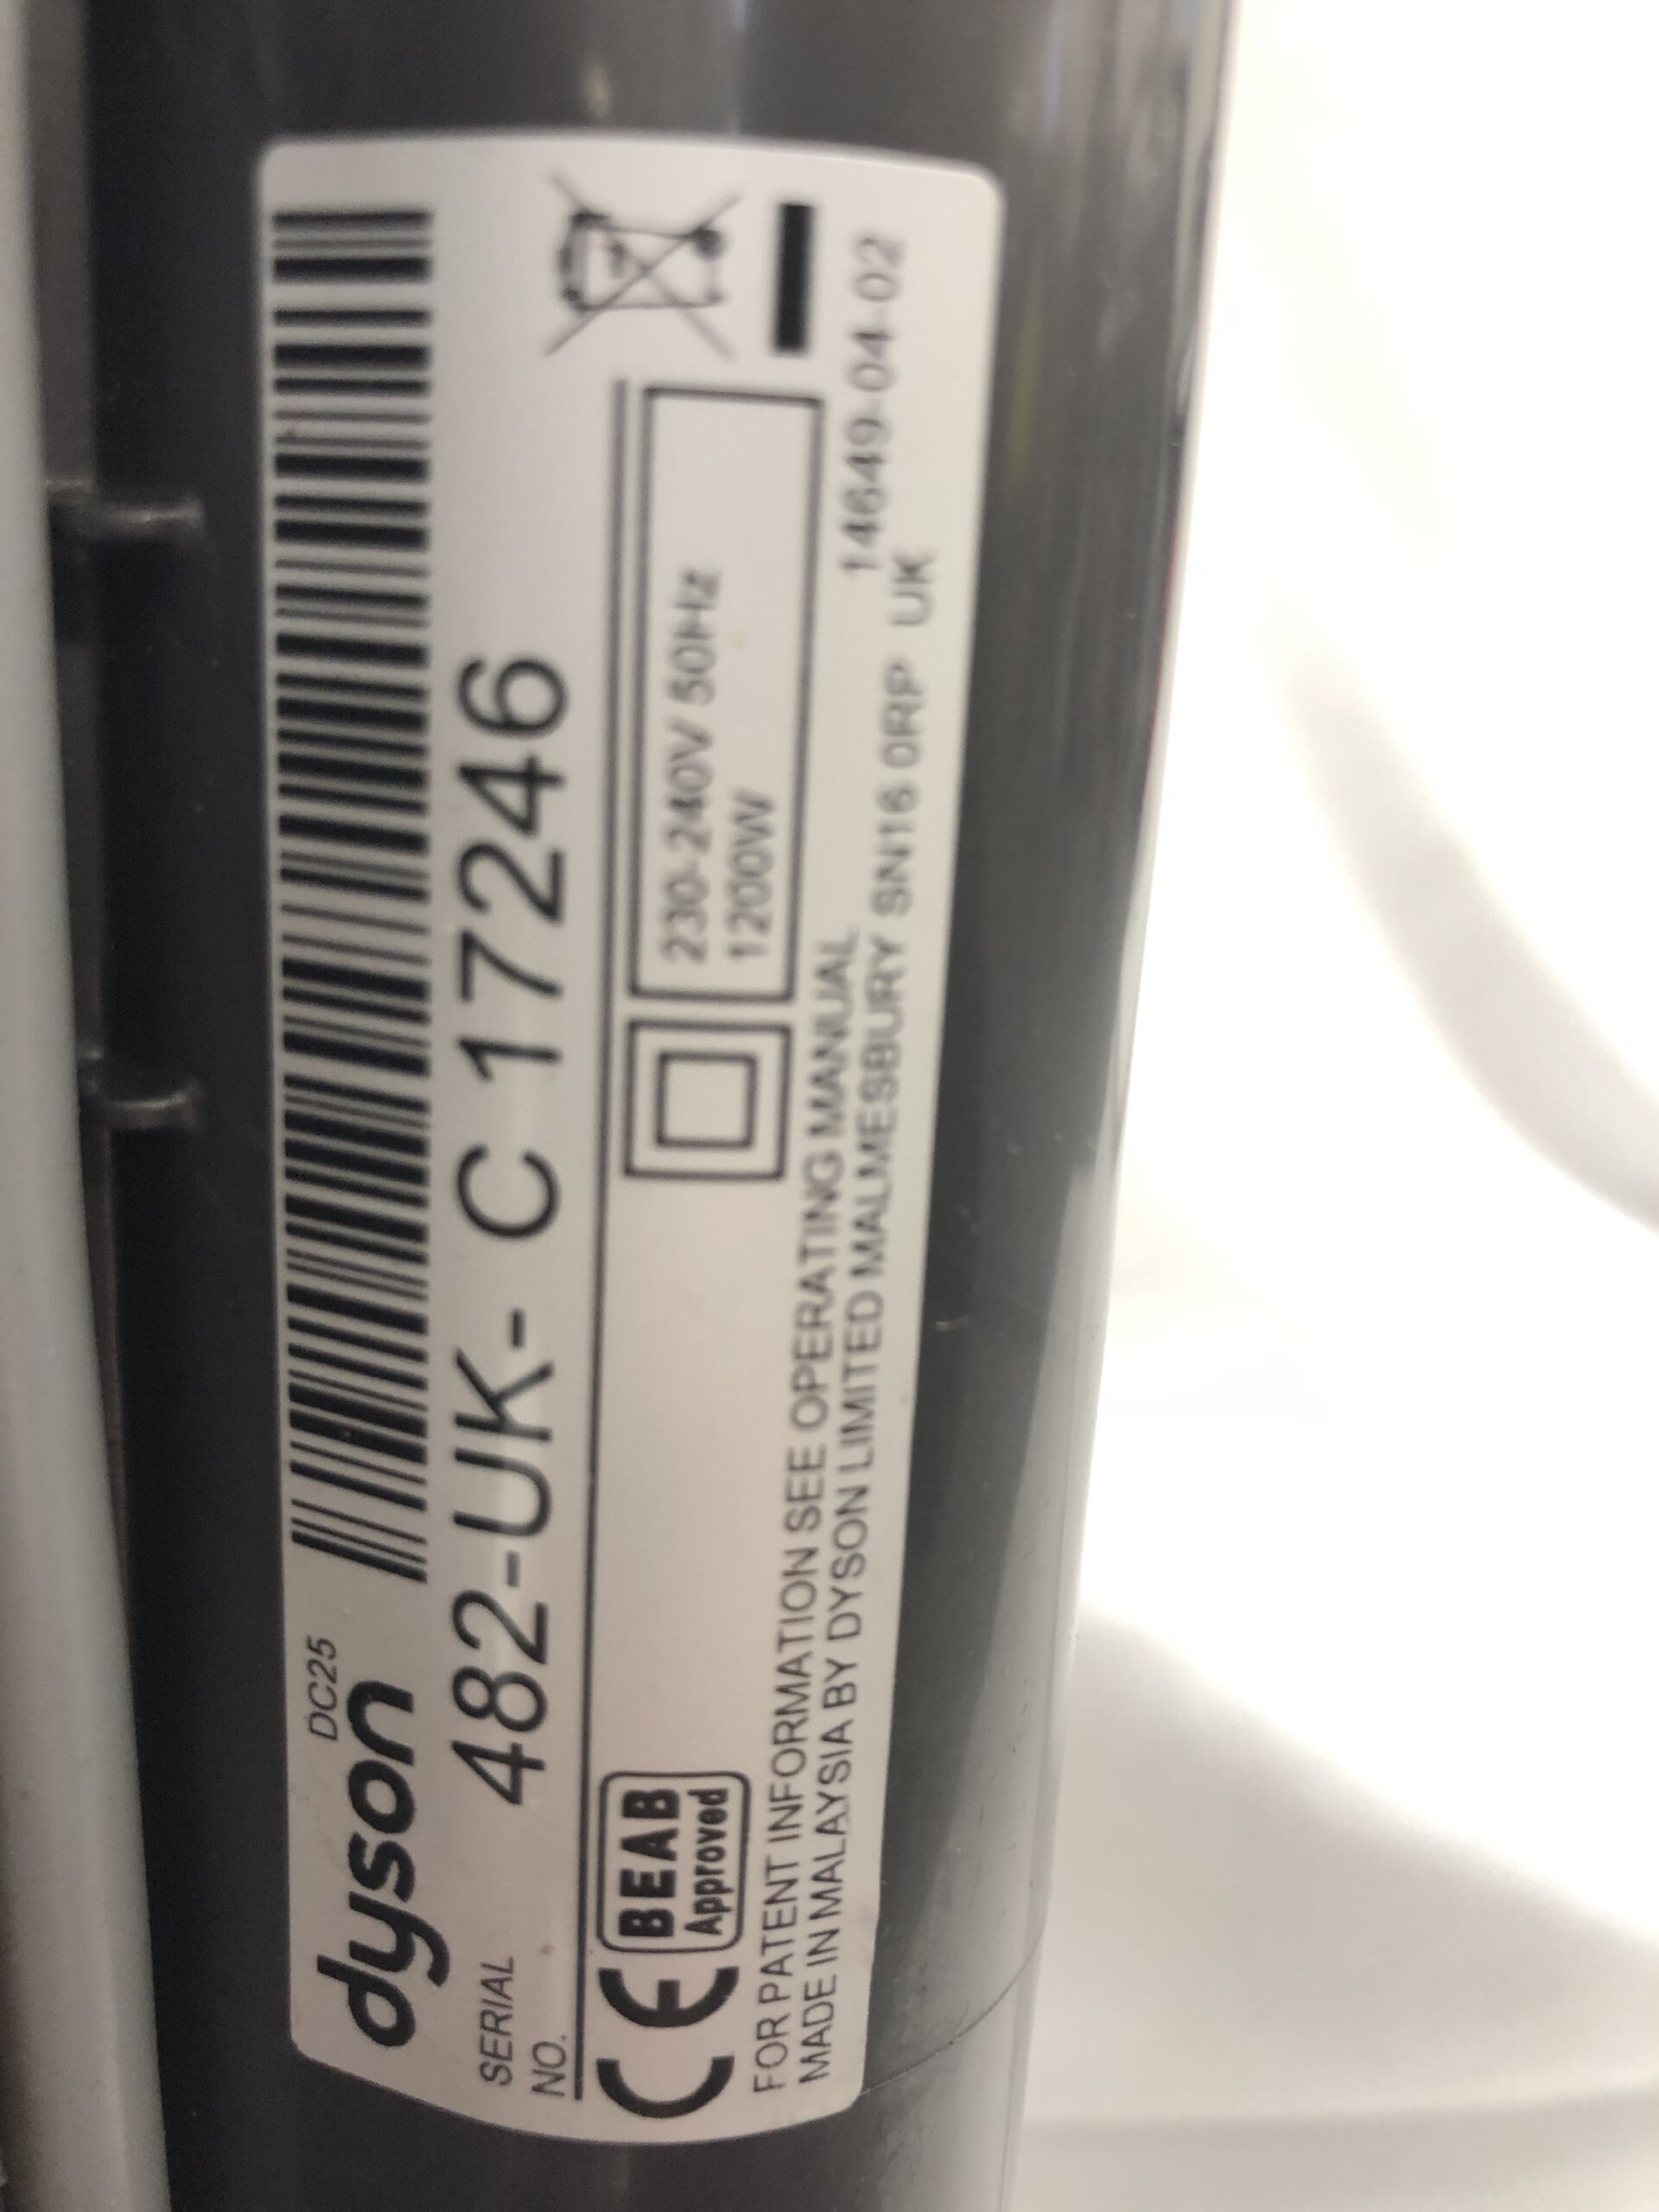 dyson DC25
SERIAL
NO.
482-UK- C 17246
CE
BEAB
Approved
230-240V 50Hz
1200W
14649-04-02
FOR PATENT INFORMATION SEE OPERATING MANUAL
MADE IN MALAYSIA BY DYSON LIMITED MALMESBURY SN16 0RP UK